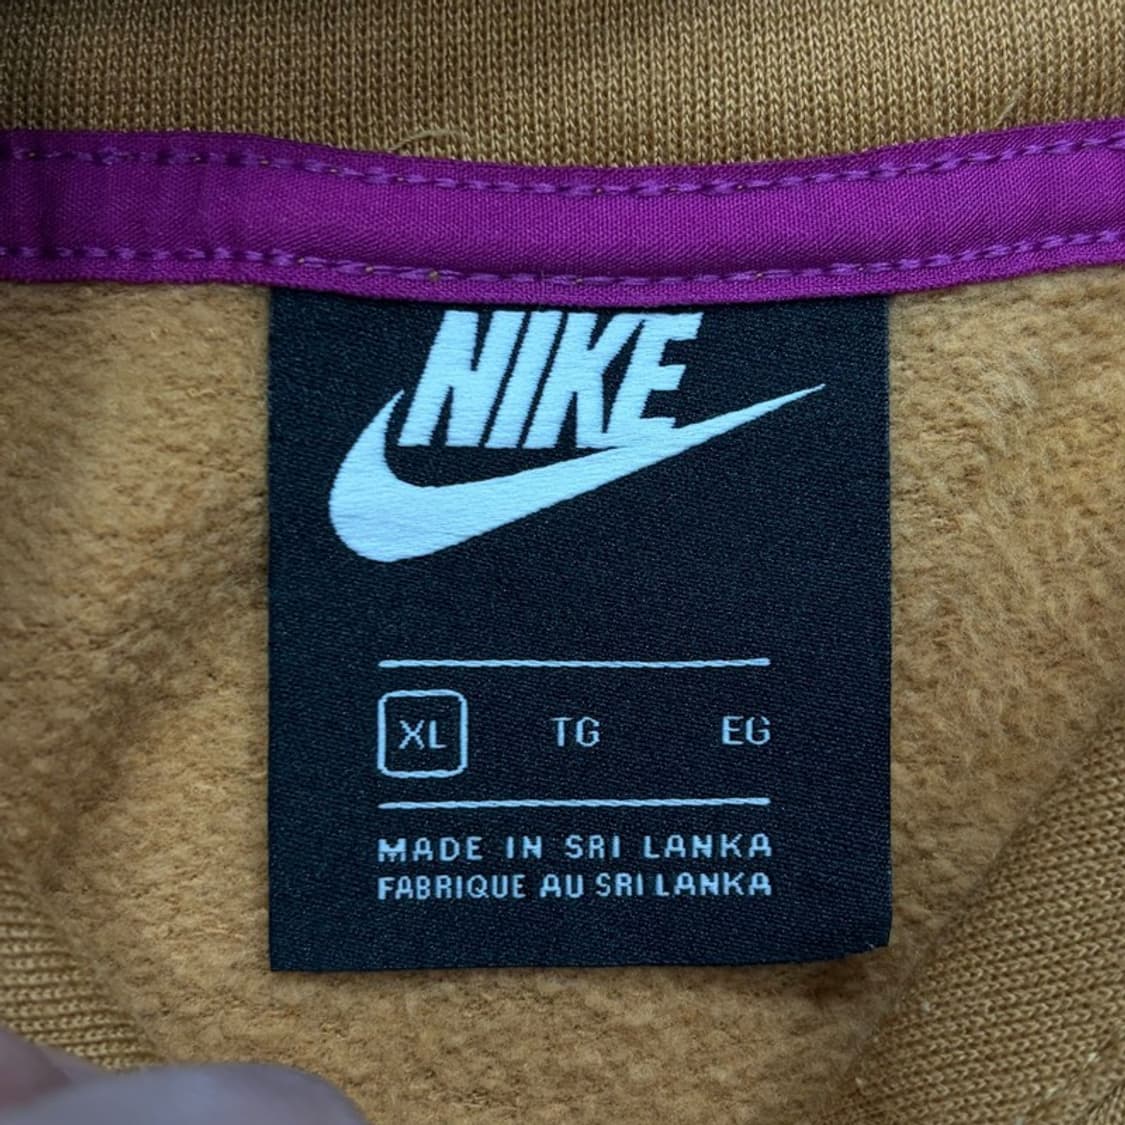 NIKE
XL TG EG
MADE IN SRI LANKA
FABRIQUE AU SRI LANKA